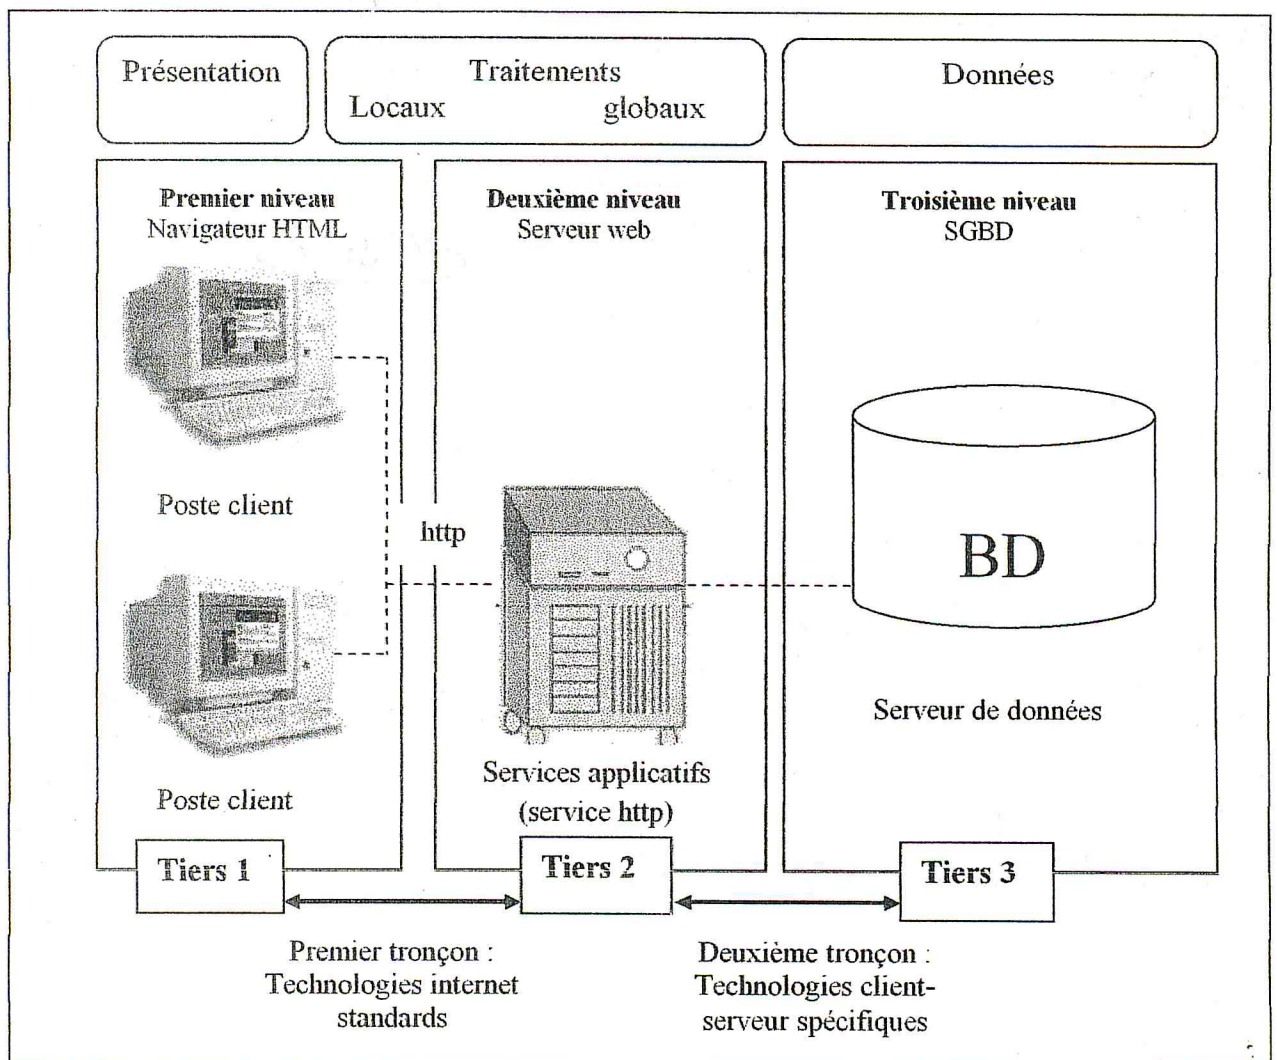 Présentation
Traitements
Locaux globaux
Données
Premier niveau
Navigateur HTML
Deuxième niveau
Serveur web
Troisième niveau
SGBD
Poste client
http
BD
Serveur de données
Poste client
Services applicatifs
(service http)
Tiers 1
Tiers 2
Tiers 3
Premier tronçon :
Technologies internet
standards
Deuxième tronçon :
Technologies client-
serveur spécifiques